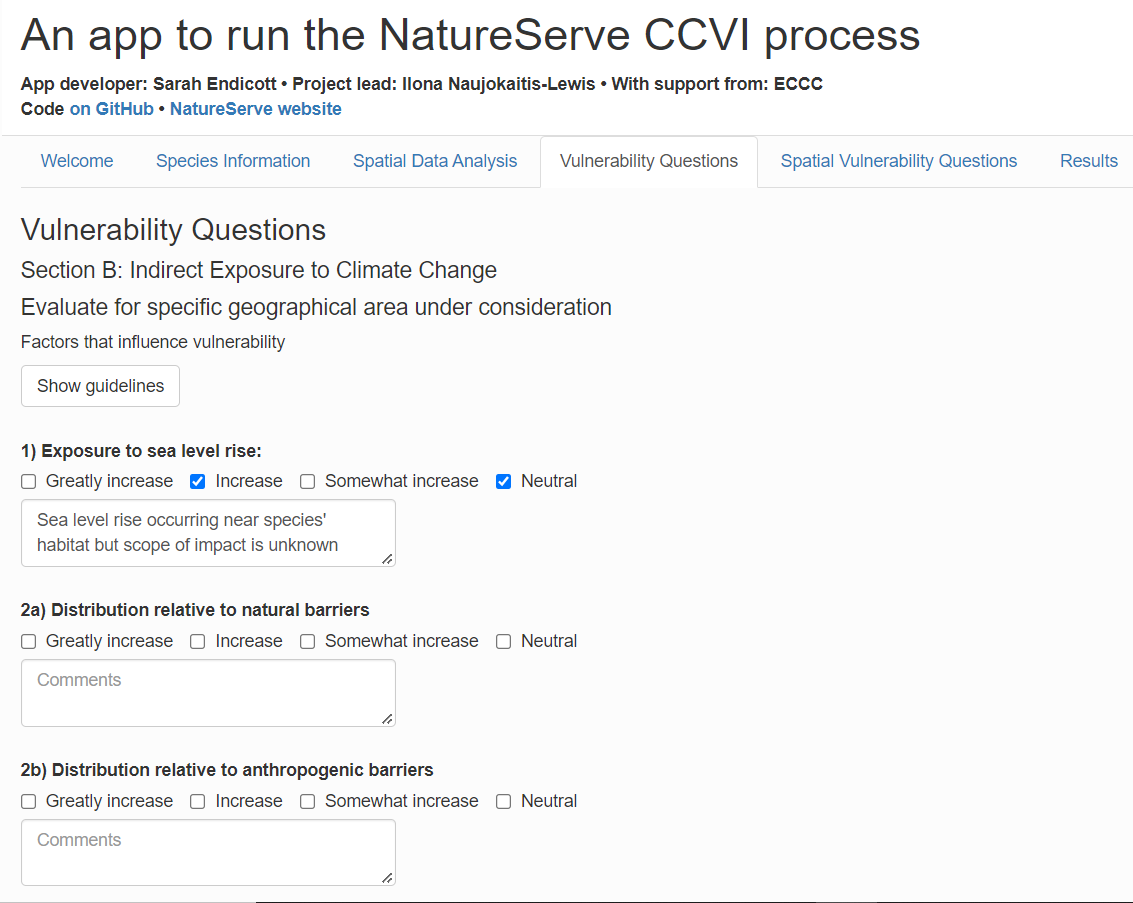 An app to run the NatureServe CCVI process
App developer: Sarah Endicott • Project lead: Ilona Naujokaitis-Lewis • With support from: ECCC
Code on GitHub • NatureServe website
Welcome Species Information Spatial Data Analysis Vulnerability Questions Spatial Vulnerability Questions Results
Vulnerability Questions
Section B: Indirect Exposure to Climate Change
Evaluate for specific geographical area under consideration
Factors that influence vulnerability
Show guidelines
1) Exposure to sea level rise:
Greatly increase Increase Somewhat increase Neutral
Sea level rise occurring near species'
habitat but scope of impact is unknown
2a) Distribution relative to natural barriers
Greatly increase Increase Somewhat increase Neutral
Comments
2b) Distribution relative to anthropogenic barriers
Greatly increase Increase Somewhat increase Neutral
Comments